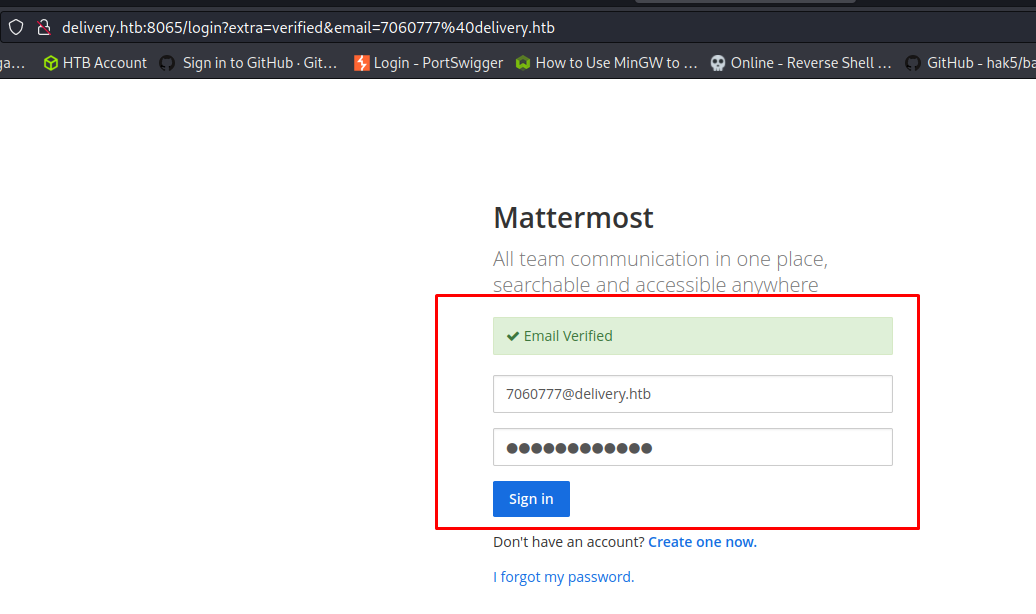 delivery.htb:8065/login?extra=verified&email=7060777%40delivery.htb
ga… HTB Account Sign in to GitHub · Git… Login - PortSwigger How to Use MinGW to … Online - Reverse Shell … GitHub - hak5/ba
Mattermost
All team communication in one place,
searchable and accessible anywhere
Email Verified
7060777@delivery.htb
●●●●●●●●●●●●
Sign in
Don't have an account? Create one now.
I forgot my password.